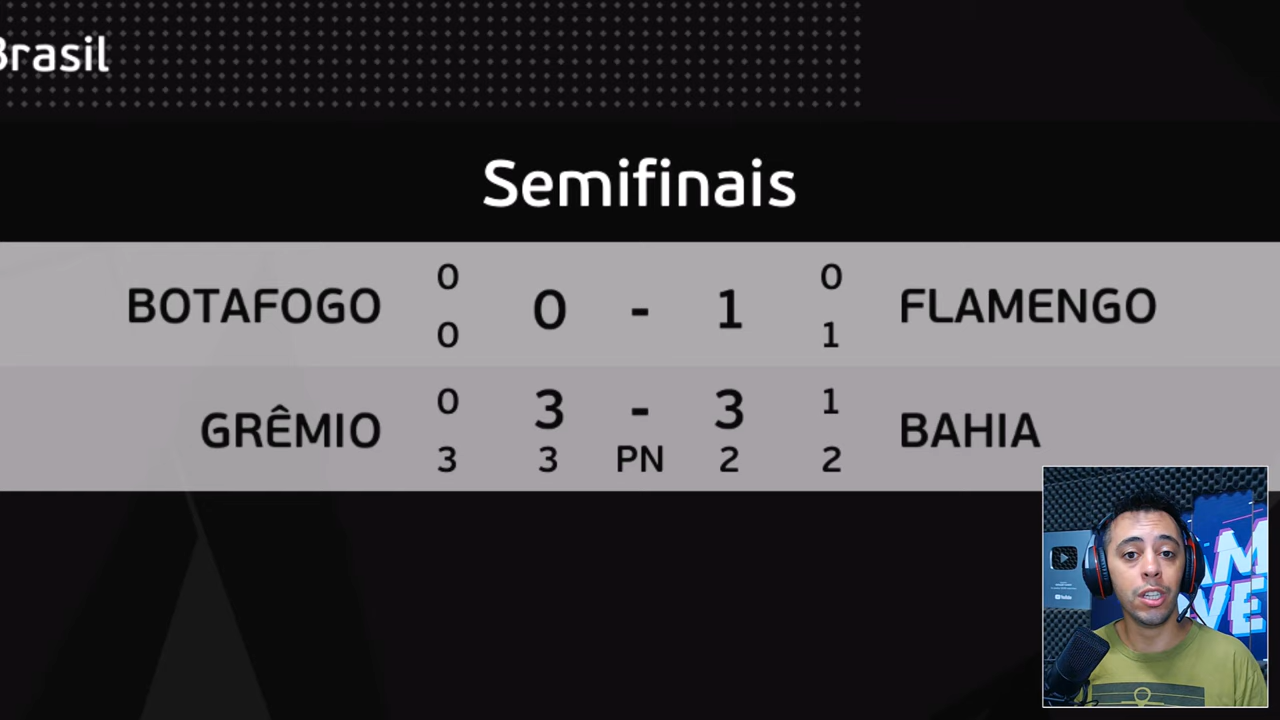 Brasil
Semifinais
BOTAFOGO 0 0 0 - 1 0 1 FLAMENGO
GRÊMIO 0 3 3 - 3 1 2 BAHIA
3 PN 2